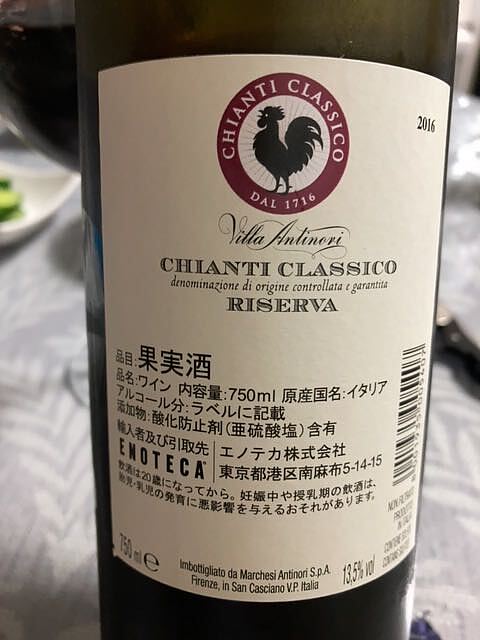 CHIANTI CLASSICO
DAL 1716
2016
Villa Antinori
CHIANTI CLASSICO
denominazione di origine controllata e garantita
RISERVA
品目:果実酒
品名:ワイン 内容量:750ml 原産国名:イタリア
アルコール分:ラベルに記載
添加物:酸化防止剤(亜硫酸塩)含有
輸入者及び引取先
ENOTECA
エノテカ株式会社
東京都港区南麻布5-14-15
飲酒は20歳になってから。妊娠中や授乳期の飲酒は、
胎児・乳児の発育に悪影響を与えるおそれがあります。
NON FILTRATO
750 ml e
Imbottigliato da Marchesi Antinori S.p.A.
Firenze, in San Casciano V.P. Italia
13,5% vol